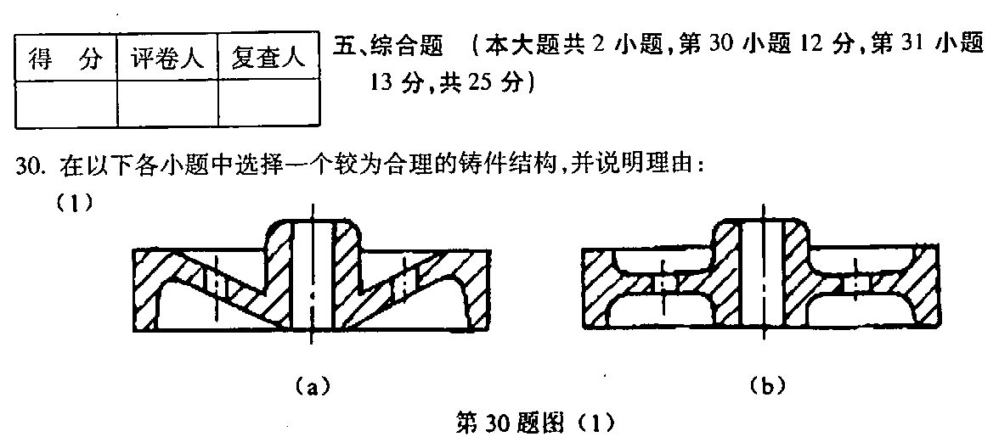 得 分 评卷人 复查人
五、综合题 (本大题共2小题,第30小题12分,第31小题
13分,共25分)
30. 在以下各小题中选择一个较为合理的铸件结构,并说明理由:
(1)
(a) (b)
第30题图(1)